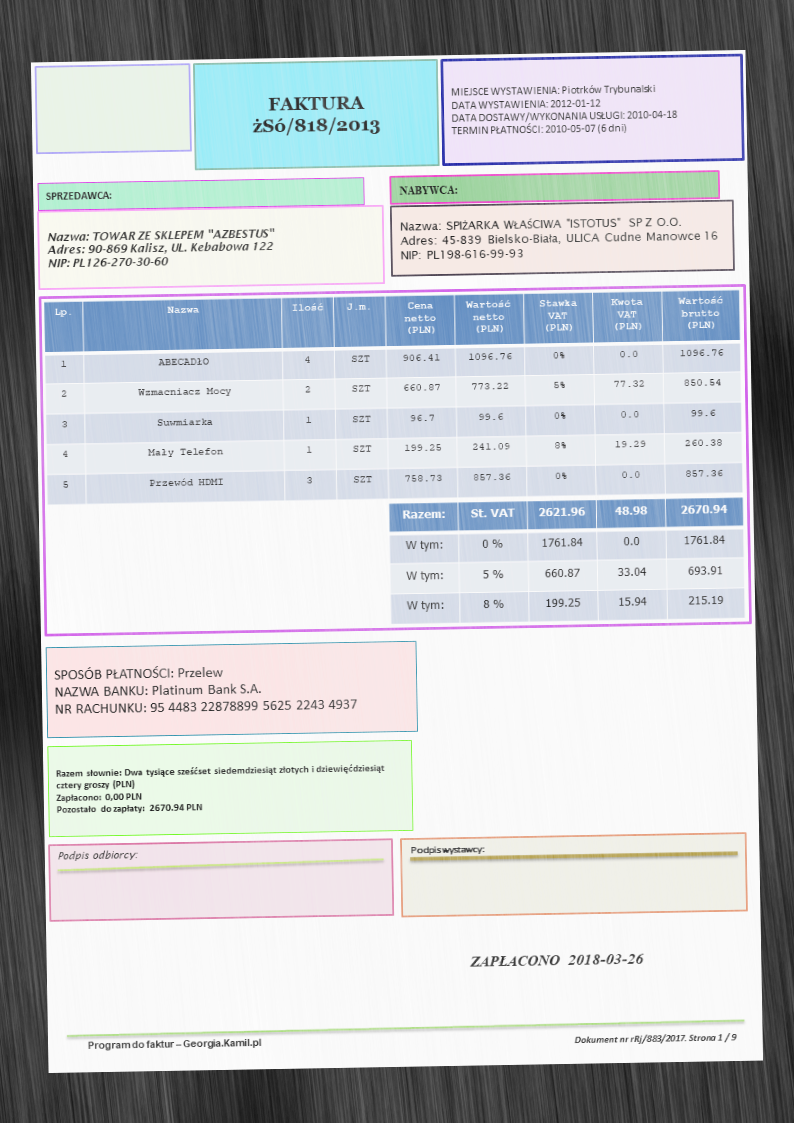 FAKTURA
żSó/818/2013
MIEJSCE WYSTAWIENIA: Piotrków Trybunalski
DATA WYSTAWIENIA: 2012-01-12
DATA DOSTAWY/WYKONANIA USŁUGI: 2010-04-18
TERMIN PŁATNOŚCI: 2010-05-07 (6 dni)
SPRZEDAWCA:
Nazwa: TOWAR ZE SKLEPEM "AZBESTUS"
Adres: 90-869 Kalisz, UL. Kebabowa 122
NIP: PL126-270-30-60
NABYWCA:
Nazwa: SPIŻARKA WŁAŚCIWA "ISTOTUS" SP Z O.O.
Adres: 45-839 Bielsko-Biała, ULICA Cudne Manowce 16
NIP: PL198-616-99-93
Lp. Nazwa Ilość J.m. Cena netto (PLN) Wartość netto (PLN) Stawka VAT (PLN) Kwota VAT (PLN) Wartość brutto (PLN)
1 ABECADŁO 4 SZT 906.41 1096.76 0% 0.0 1096.76
2 Wzmacniacz Mocy 2 SZT 660.87 773.22 5% 77.32 850.54
3 Suwmiarka 1 SZT 96.7 99.6 0% 0.0 99.6
4 Mały Telefon 1 SZT 199.25 241.09 8% 19.29 260.38
5 Przewód HDMI 3 SZT 758.73 857.36 0% 0.0 857.36
Razem: St. VAT 2621.96 48.98 2670.94
W tym: 0 % 1761.84 0.0 1761.84
W tym: 5 % 660.87 33.04 693.91
W tym: 8 % 199.25 15.94 215.19
SPOSÓB PŁATNOŚCI: Przelew
NAZWA BANKU: Platinum Bank S.A.
NR RACHUNKU: 95 4483 22878899 5625 2243 4937
Razem słownie: Dwa tysiące sześćset siedemdziesiąt złotych i dziewięćdziesiąt
cztery groszy (PLN)
Zapłacono: 0,00 PLN
Pozostało do zapłaty: 2670.94 PLN
Podpis odbiorcy:
Podpis wystawcy:
ZAPŁACONO 2018-03-26
Program do faktur – Georgia.Kamil.pl
Dokument nr rRj/883/2017. Strona 1 / 9